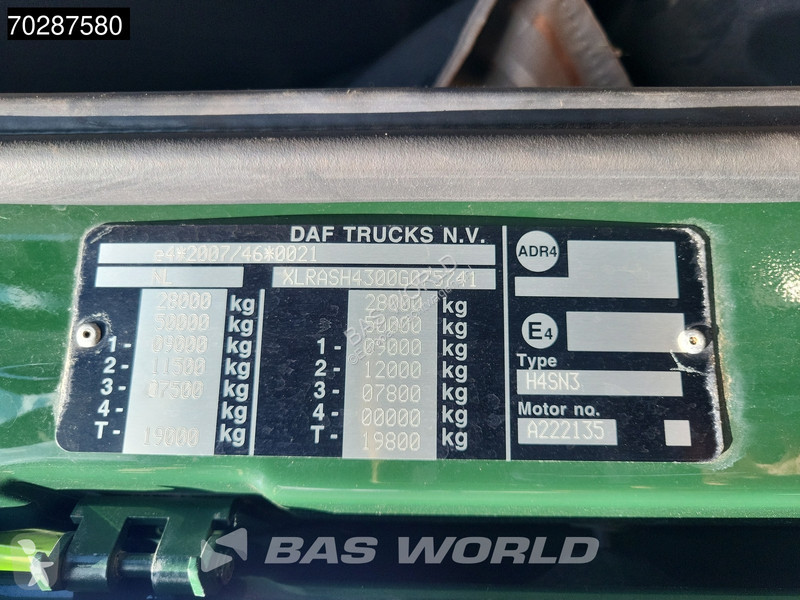 70287580
DAF TRUCKS N.V.
e4*2007/46*0021
NL
28000 kg
50000 kg
1- 09000 kg
2- 11500 kg
3- 07500 kg
4- kg
T- 19000 kg
28000 kg
50000 kg
1- 09000 kg
2- 12000 kg
3- 07800 kg
4- 00000 kg
T- 19800 kg
ADR4
E4
Type
H4SN3
Motor no.
A222135
BAS WORLD
BAS WORLD